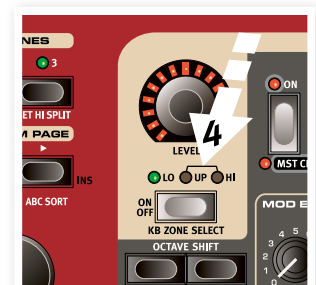 NES
3
ET HI SPLIT
M PAGE
INS
ABC SORT
4
LEVEL
LO UP HI
ON
OFF
KB ZONE SELECT
OCTAVE SHIFT
ON
MST CL
MOD E
0 1 2 3 4 5 6